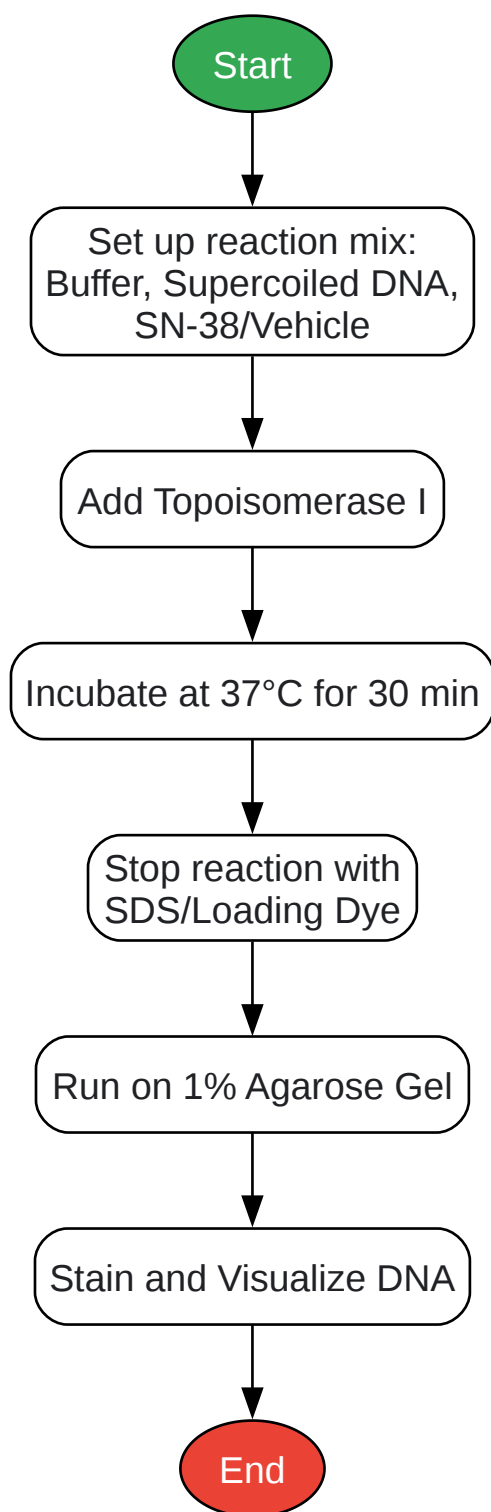 Start
Set up reaction mix:
Buffer, Supercoiled DNA,
SN-38/Vehicle
Add Topoisomerase I
Incubate at 37°C for 30 min
Stop reaction with
SDS/Loading Dye
Run on 1% Agarose Gel
Stain and Visualize DNA
End